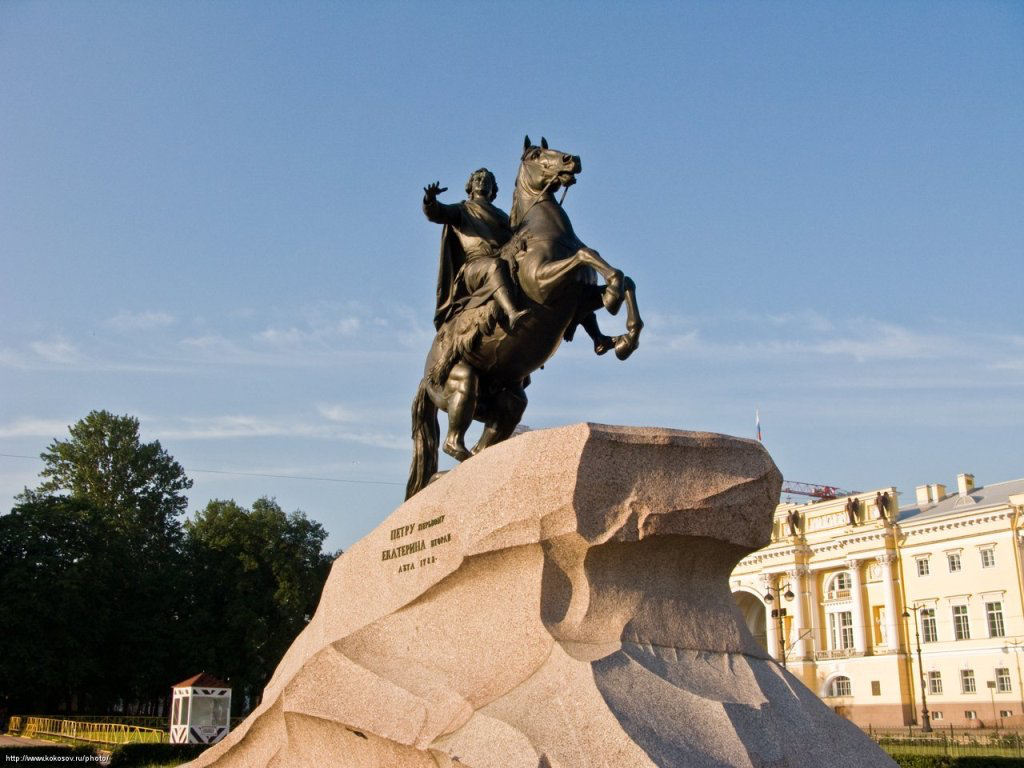 ПЕТРУ перьвому
ЕКАТЕРИНА вторая
лѣта 1782.
http://www.kokosov.ru/photo/